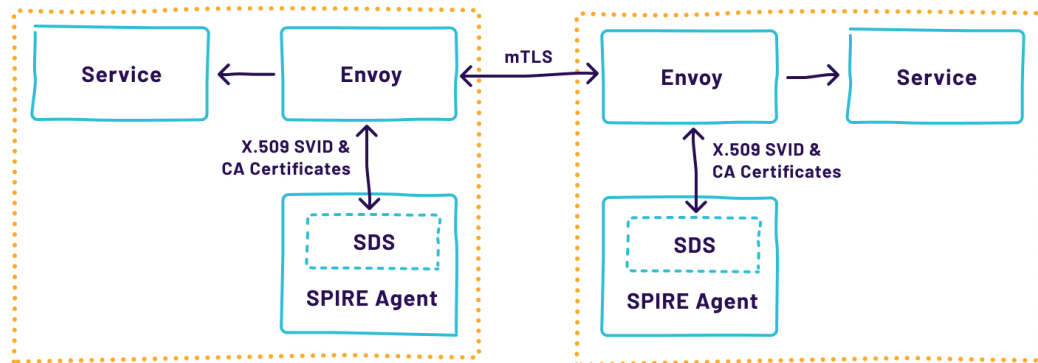 Service
Envoy
mTLS
Envoy
Service
X.509 SVID &
CA Certificates
X.509 SVID &
CA Certificates
SDS
SPIRE Agent
SDS
SPIRE Agent